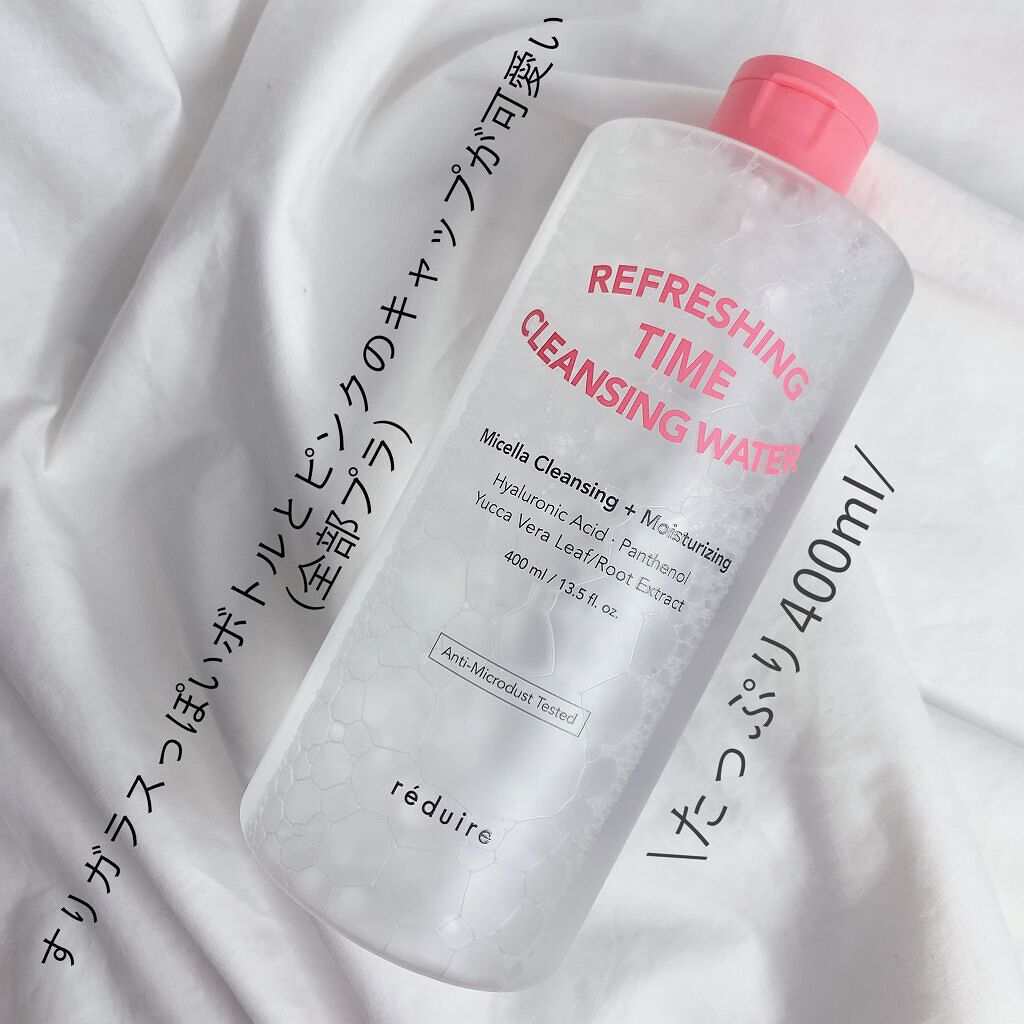 すりガラスっぽいボトルとピンクのキャップが可愛い
(全部プラ)
REFRESHING
TIME
CLEANSING WATER
Micella Cleansing + Moisturizing
Hyaluronic Acid · Panthenol
Yucca Vera Leaf/Root Extract
400 ml / 13.5 fl. oz.
Anti-Microdust Tested
réduire
\たっぷり400ml/